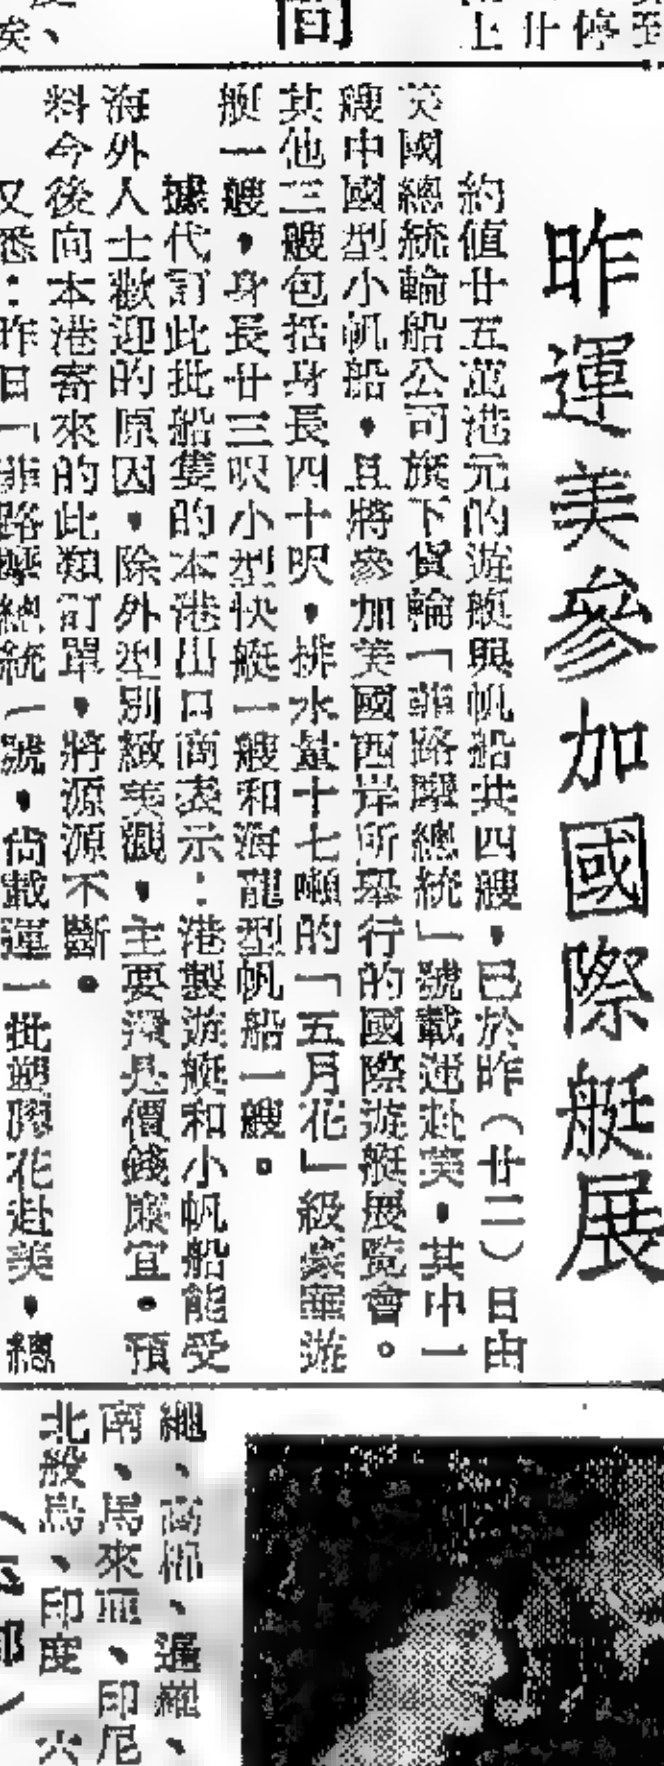 昨運美參加國際艇展
約值廿五萬港元的遊艇與帆船共四艘，已於昨（廿二）日由
美國總統輪船公司旗下貨輪「菲路摩總統」號載運赴美，其中一
艘中國型小帆船，且將參加美國西岸所舉行的國際遊艇展覽會。
其他三艘包括身長四十呎，排水量十七噸的「五月花」級豪華遊
艇一艘，身長廿三呎小型快艇一艘和海龍型帆船一艘。
據代訂此批船隻的本港出口商表示：港製遊艇和小帆船能受
海外人士歡迎的原因，除外型別緻美觀，主要還是價錢廉宜。預
料今後向本港寄來的此類訂單，將源源不斷。
又悉：昨日「菲路摩總統」號，尚載運一批塑膠花赴美，總
繩、高棉、暹羅、
南、馬來亞、印尼
北般鳥、印度